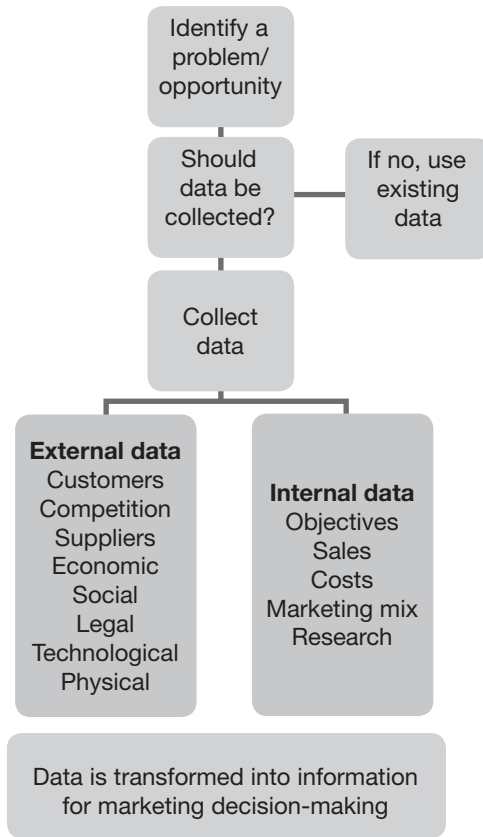 Identify a
problem/
opportunity
Should
data be
collected?
If no, use
existing
data
Collect
data
External data
Customers
Competition
Suppliers
Economic
Social
Legal
Technological
Physical
Internal data
Objectives
Sales
Costs
Marketing mix
Research
Data is transformed into information
for marketing decision-making